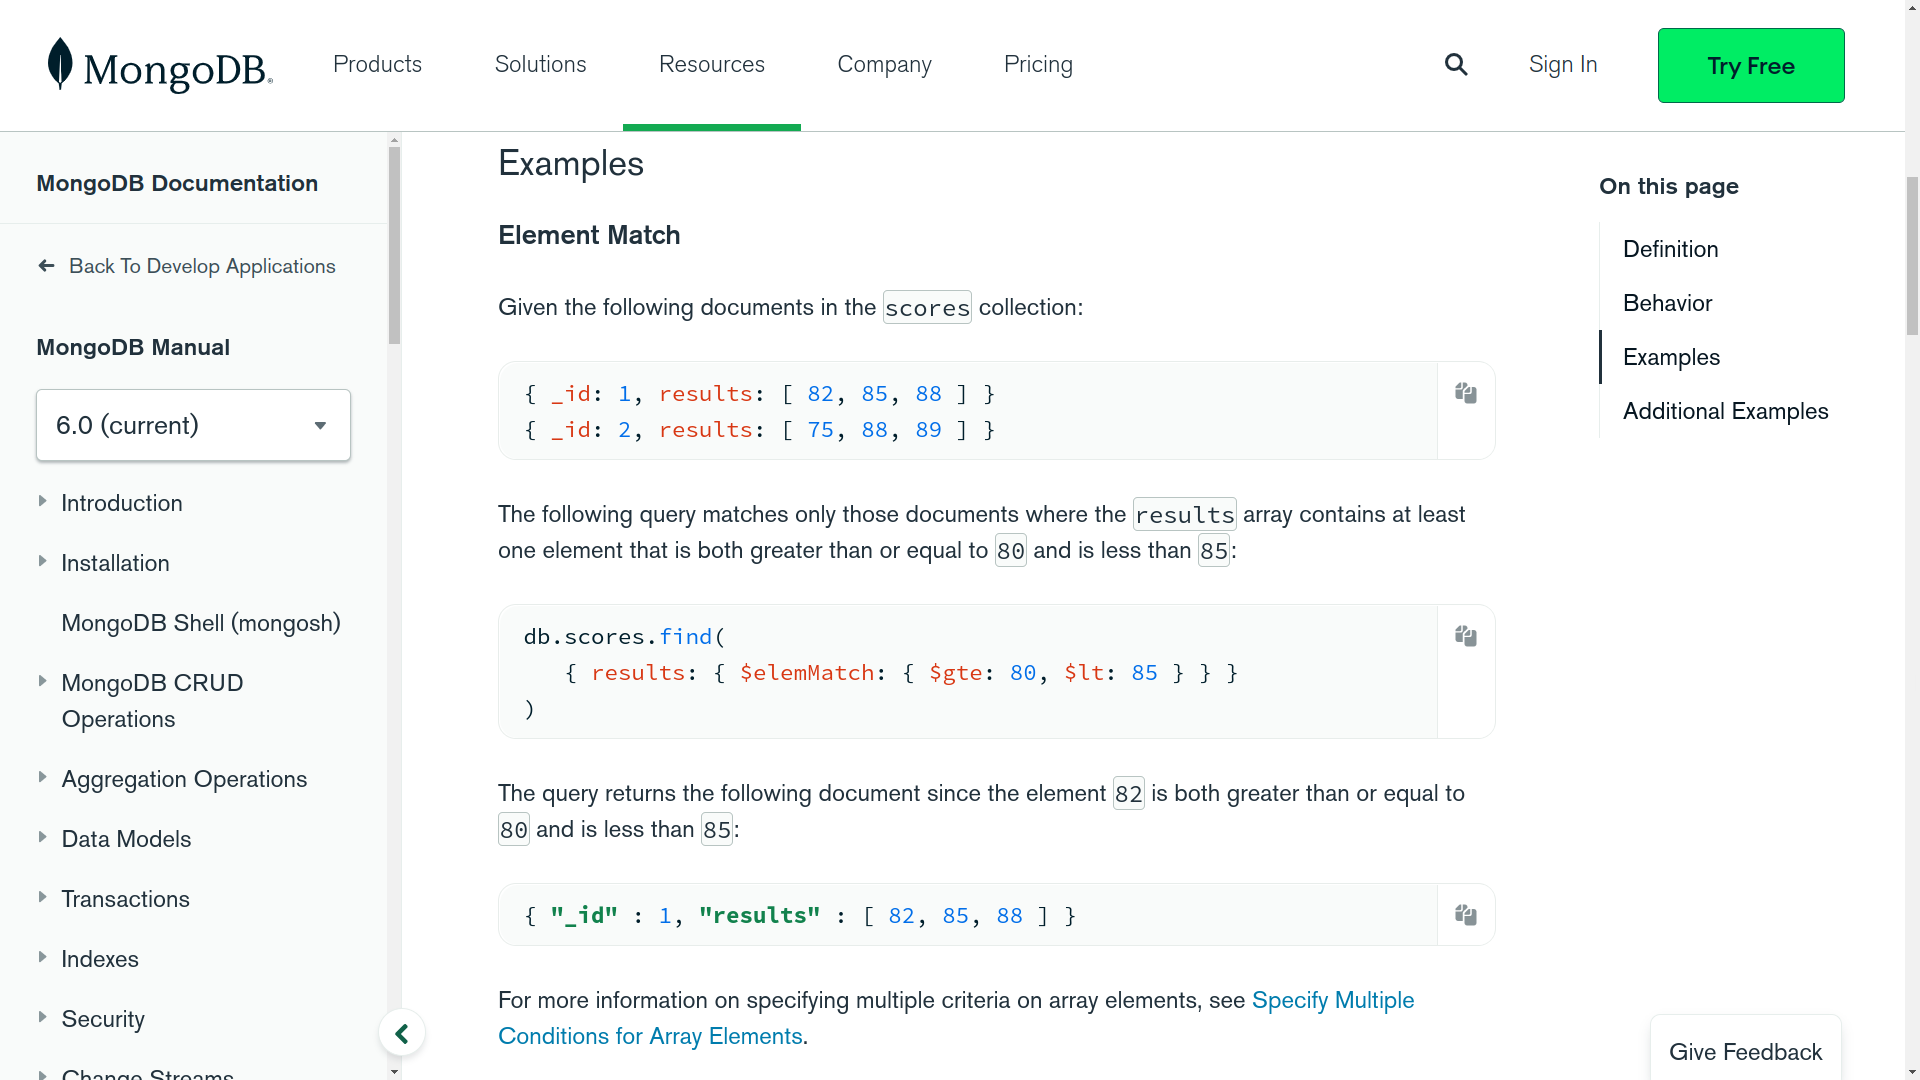 MongoDB®
Products
Solutions
Resources
Company
Pricing
Sign In
Try Free
MongoDB Documentation
Back To Develop Applications
MongoDB Manual
6.0 (current)
Introduction
Installation
MongoDB Shell (mongosh)
MongoDB CRUD
Operations
Aggregation Operations
Data Models
Transactions
Indexes
Security
Change Streams
Examples
Element Match
Given the following documents in the scores collection:
{ _id: 1, results: [ 82, 85, 88 ] }
{ _id: 2, results: [ 75, 88, 89 ] }
The following query matches only those documents where the results array contains at least
one element that is both greater than or equal to 80 and is less than 85:
db.scores.find(
{ results: { $elemMatch: { $gte: 80, $lt: 85 } } }
)
The query returns the following document since the element 82 is both greater than or equal to
80 and is less than 85:
{ "_id" : 1, "results" : [ 82, 85, 88 ] }
For more information on specifying multiple criteria on array elements, see Specify Multiple
Conditions for Array Elements.
On this page
Definition
Behavior
Examples
Additional Examples
Give Feedback